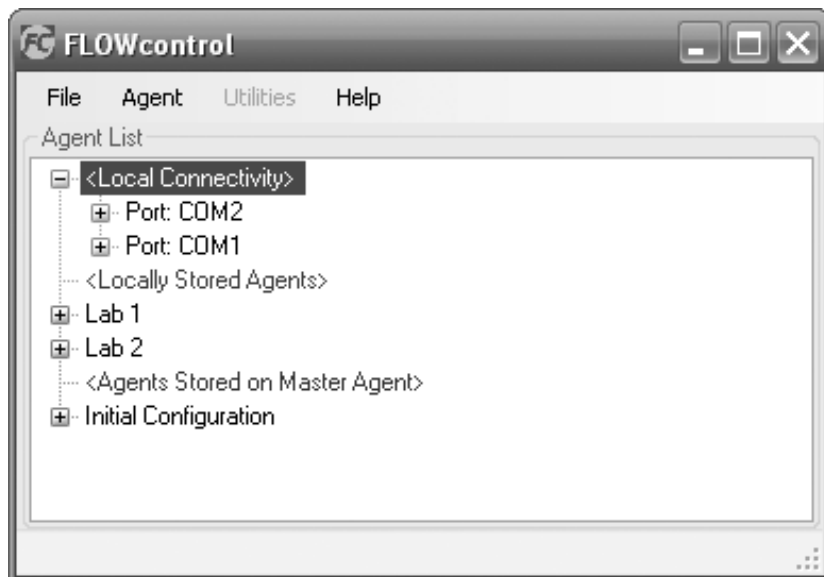 FC FLOWcontrol
File Agent Utilities Help
Agent List
<Local Connectivity>
Port: COM2
Port: COM1
<Locally Stored Agents>
Lab 1
Lab 2
<Agents Stored on Master Agent>
Initial Configuration